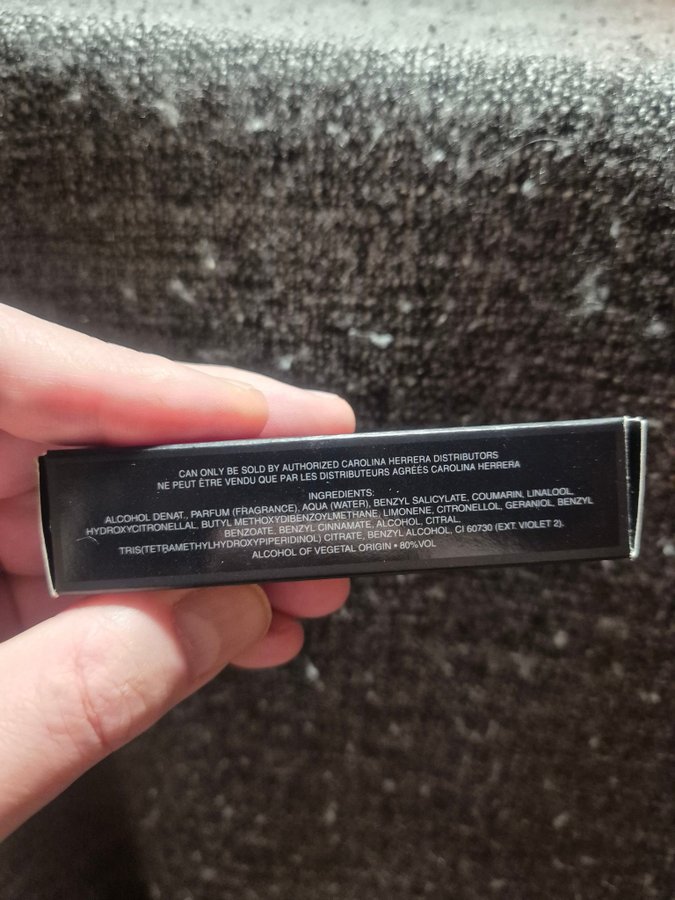 CAN ONLY BE SOLD BY AUTHORIZED CAROLINA HERRERA DISTRIBUTORS
NE PEUT ÊTRE VENDU QUE PAR LES DISTRIBUTEURS AGRÉÉS CAROLINA HERRERA
INGREDIENTS:
ALCOHOL DENAT., PARFUM (FRAGRANCE), AQUA (WATER), BENZYL SALICYLATE, COUMARIN, LINALOOL,
HYDROXYCITRONELLAL, BUTYL METHOXYDIBENZOYLMETHANE, LIMONENE, CITRONELLOL, GERANIOL, BENZYL
BENZOATE, BENZYL CINNAMATE, ALCOHOL, CITRAL,
TRIS(TETRAMETHYLHYDROXYPIPERIDINOL) CITRATE, BENZYL ALCOHOL, CI 60730 (EXT. VIOLET 2).
ALCOHOL OF VEGETAL ORIGIN • 80%VOL